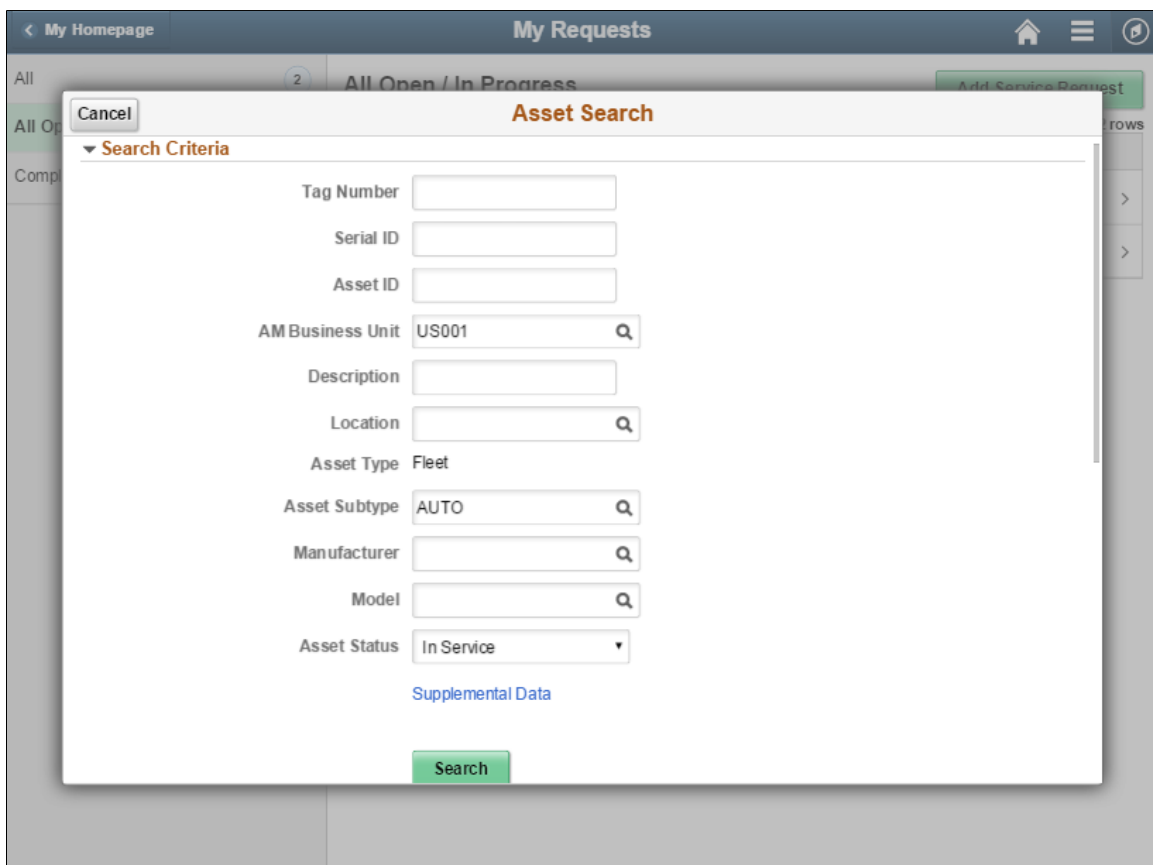 My Homepage
My Requests
All
2
All Open / In Progress
Add Service Request
Cancel
Asset Search
All Op
rows
Search Criteria
Compl
Tag Number
Serial ID
Asset ID
AM Business Unit US001
Description
Location
Asset Type Fleet
Asset Subtype AUTO
Manufacturer
Model
Asset Status In Service
Supplemental Data
Search